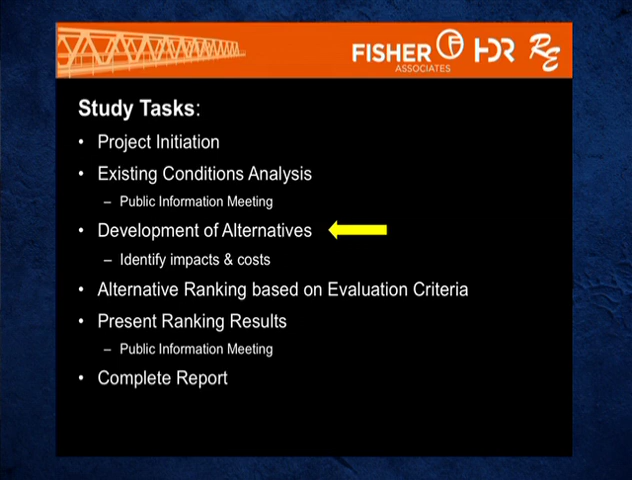 FISHER
ASSOCIATES
F
HDR
RE
Study Tasks:
• Project Initiation
• Existing Conditions Analysis
– Public Information Meeting
• Development of Alternatives
– Identify impacts & costs
• Alternative Ranking based on Evaluation Criteria
• Present Ranking Results
– Public Information Meeting
• Complete Report